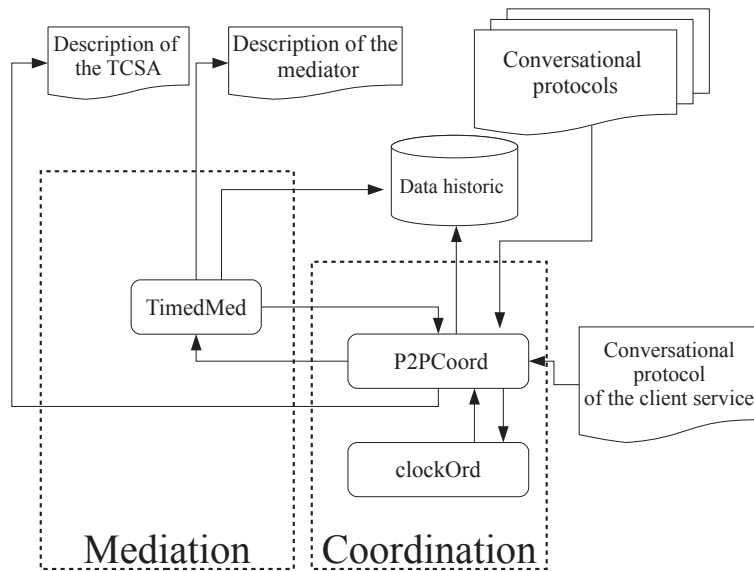 Description of
the TCSA
Description of the
mediator
Conversational
protocols
Data historic
TimedMed
P2PCoord
Conversational
protocol
of the client service
clockOrd
Mediation
Coordination